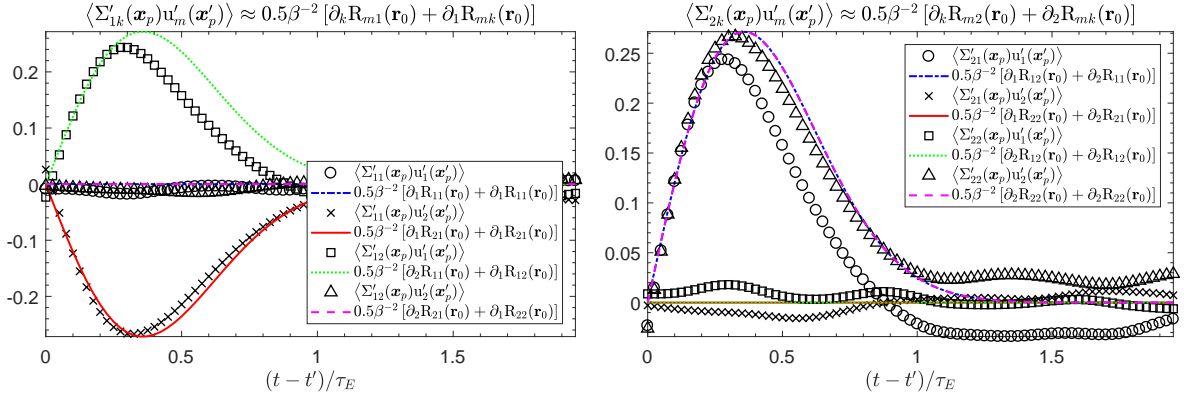 ⟨Σ′₁ₖ(𝒙ₚ)u′ₘ(𝒙′ₚ)⟩ ≈ 0.5β⁻² [∂ₖRₘ₁(r₀) + ∂₁Rₘₖ(r₀)]
0.2
0.1
0
-0.1
-0.2
⟨Σ′₁₁(𝒙ₚ)u′₁(𝒙′ₚ)⟩
0.5β⁻² [∂₁R₁₁(r₀) + ∂₁R₁₁(r₀)]
⟨Σ′₁₁(𝒙ₚ)u′₂(𝒙′ₚ)⟩
0.5β⁻² [∂₁R₂₁(r₀) + ∂₁R₂₁(r₀)]
⟨Σ′₁₂(𝒙ₚ)u′₁(𝒙′ₚ)⟩
0.5β⁻² [∂₂R₁₁(r₀) + ∂₁R₁₂(r₀)]
⟨Σ′₁₂(𝒙ₚ)u′₂(𝒙′ₚ)⟩
0.5β⁻² [∂₂R₂₁(r₀) + ∂₁R₂₂(r₀)]
0 0.5 1 1.5
(t − t′)/τ_E
⟨Σ′₂ₖ(𝒙ₚ)u′ₘ(𝒙′ₚ)⟩ ≈ 0.5β⁻² [∂ₖRₘ₂(r₀) + ∂₂Rₘₖ(r₀)]
0.25
0.2
0.15
0.1
0.05
0
⟨Σ′₂₁(𝒙ₚ)u′₁(𝒙′ₚ)⟩
0.5β⁻² [∂₁R₁₂(r₀) + ∂₂R₁₁(r₀)]
⟨Σ′₂₁(𝒙ₚ)u′₂(𝒙′ₚ)⟩
0.5β⁻² [∂₁R₂₂(r₀) + ∂₂R₂₁(r₀)]
⟨Σ′₂₂(𝒙ₚ)u′₁(𝒙′ₚ)⟩
0.5β⁻² [∂₂R₁₂(r₀) + ∂₂R₁₂(r₀)]
⟨Σ′₂₂(𝒙ₚ)u′₂(𝒙′ₚ)⟩
0.5β⁻² [∂₂R₂₂(r₀) + ∂₂R₂₂(r₀)]
0 0.5 1 1.5
(t − t′)/τ_E